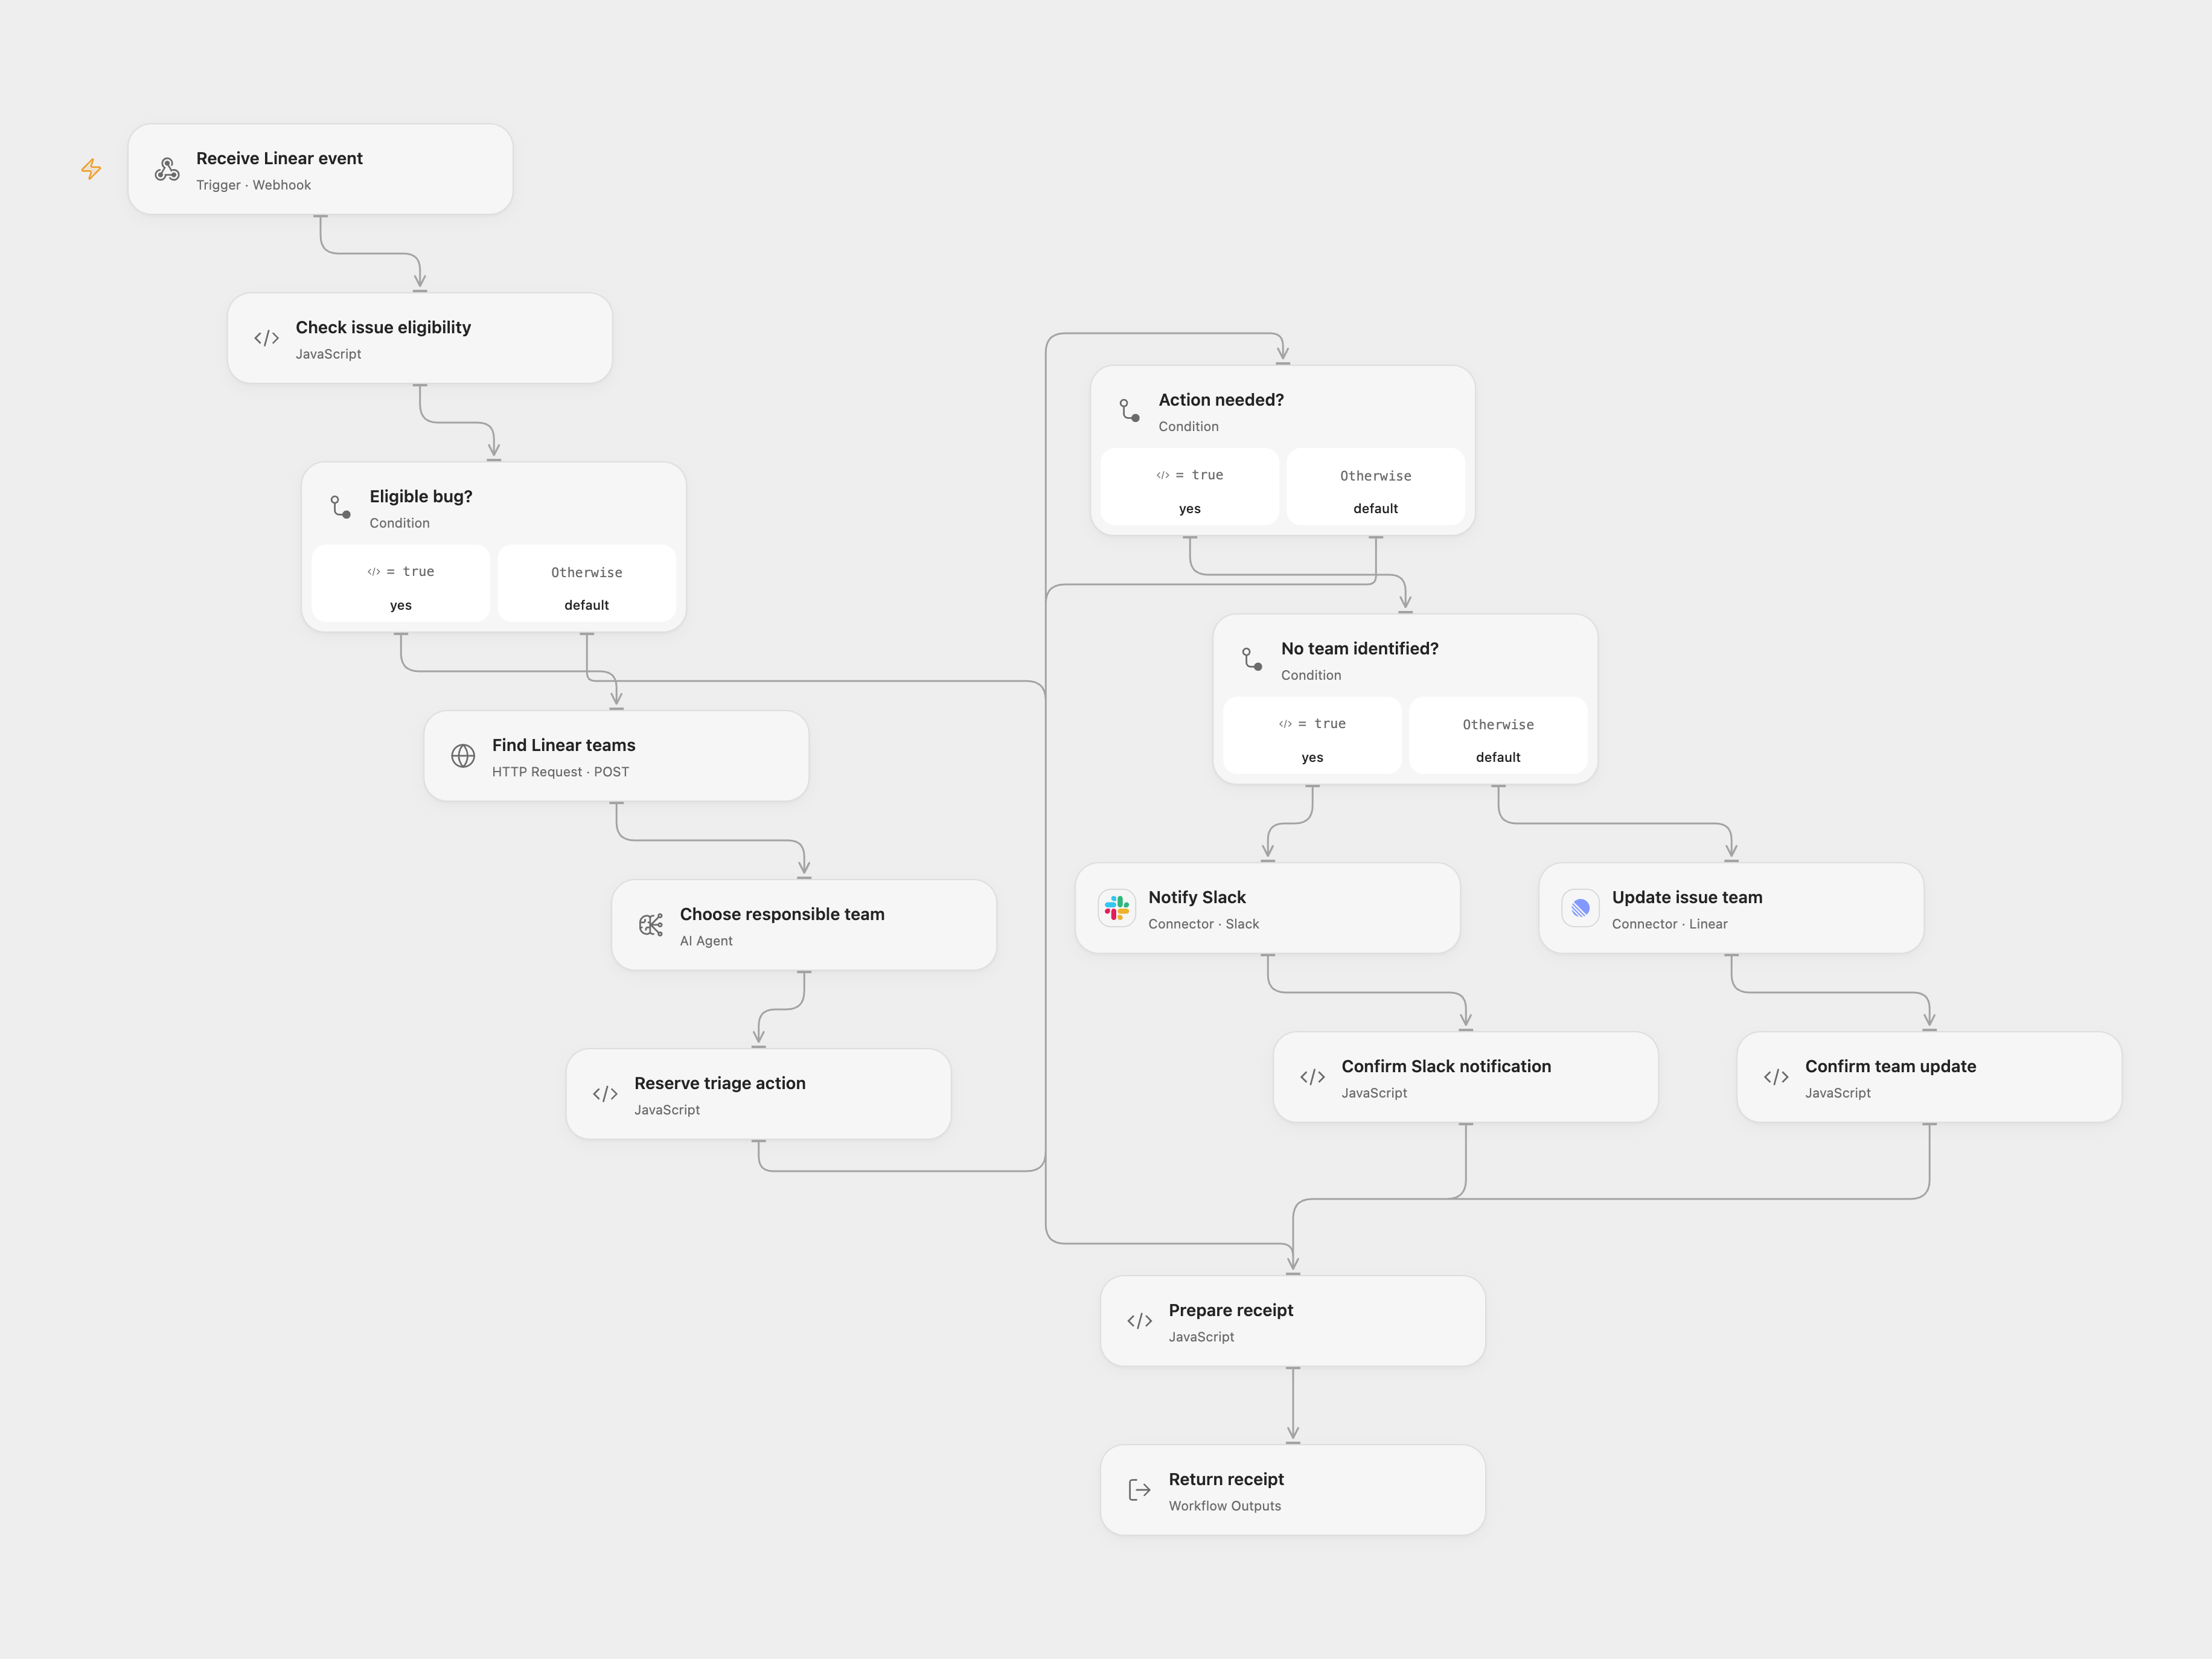 Receive Linear event
Trigger · Webhook
Check issue eligibility
JavaScript
Eligible bug?
Condition
</> = true
yes
Otherwise
default
Find Linear teams
HTTP Request · POST
Choose responsible team
AI Agent
Reserve triage action
JavaScript
Action needed?
Condition
</> = true
yes
Otherwise
default
No team identified?
Condition
</> = true
yes
Otherwise
default
Notify Slack
Connector · Slack
Update issue team
Connector · Linear
Confirm Slack notification
JavaScript
Confirm team update
JavaScript
Prepare receipt
JavaScript
Return receipt
Workflow Outputs